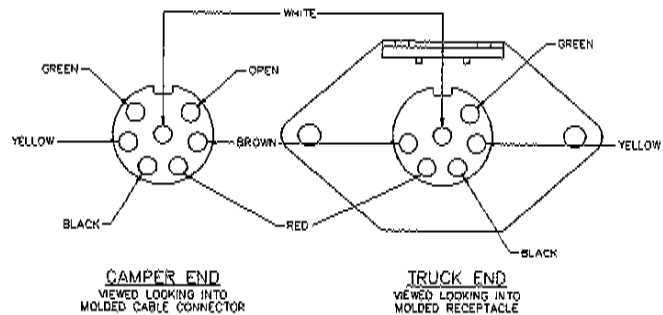 WHITE
GREEN
OPEN
GREEN
YELLOW
BROWN
YELLOW
BLACK
RED
BLACK
CAMPER END
VIEWED LOOKING INTO
MOLDED CABLE CONNECTOR
TRUCK END
VIEWED LOOKING INTO
MOLDED RECEPTACLE